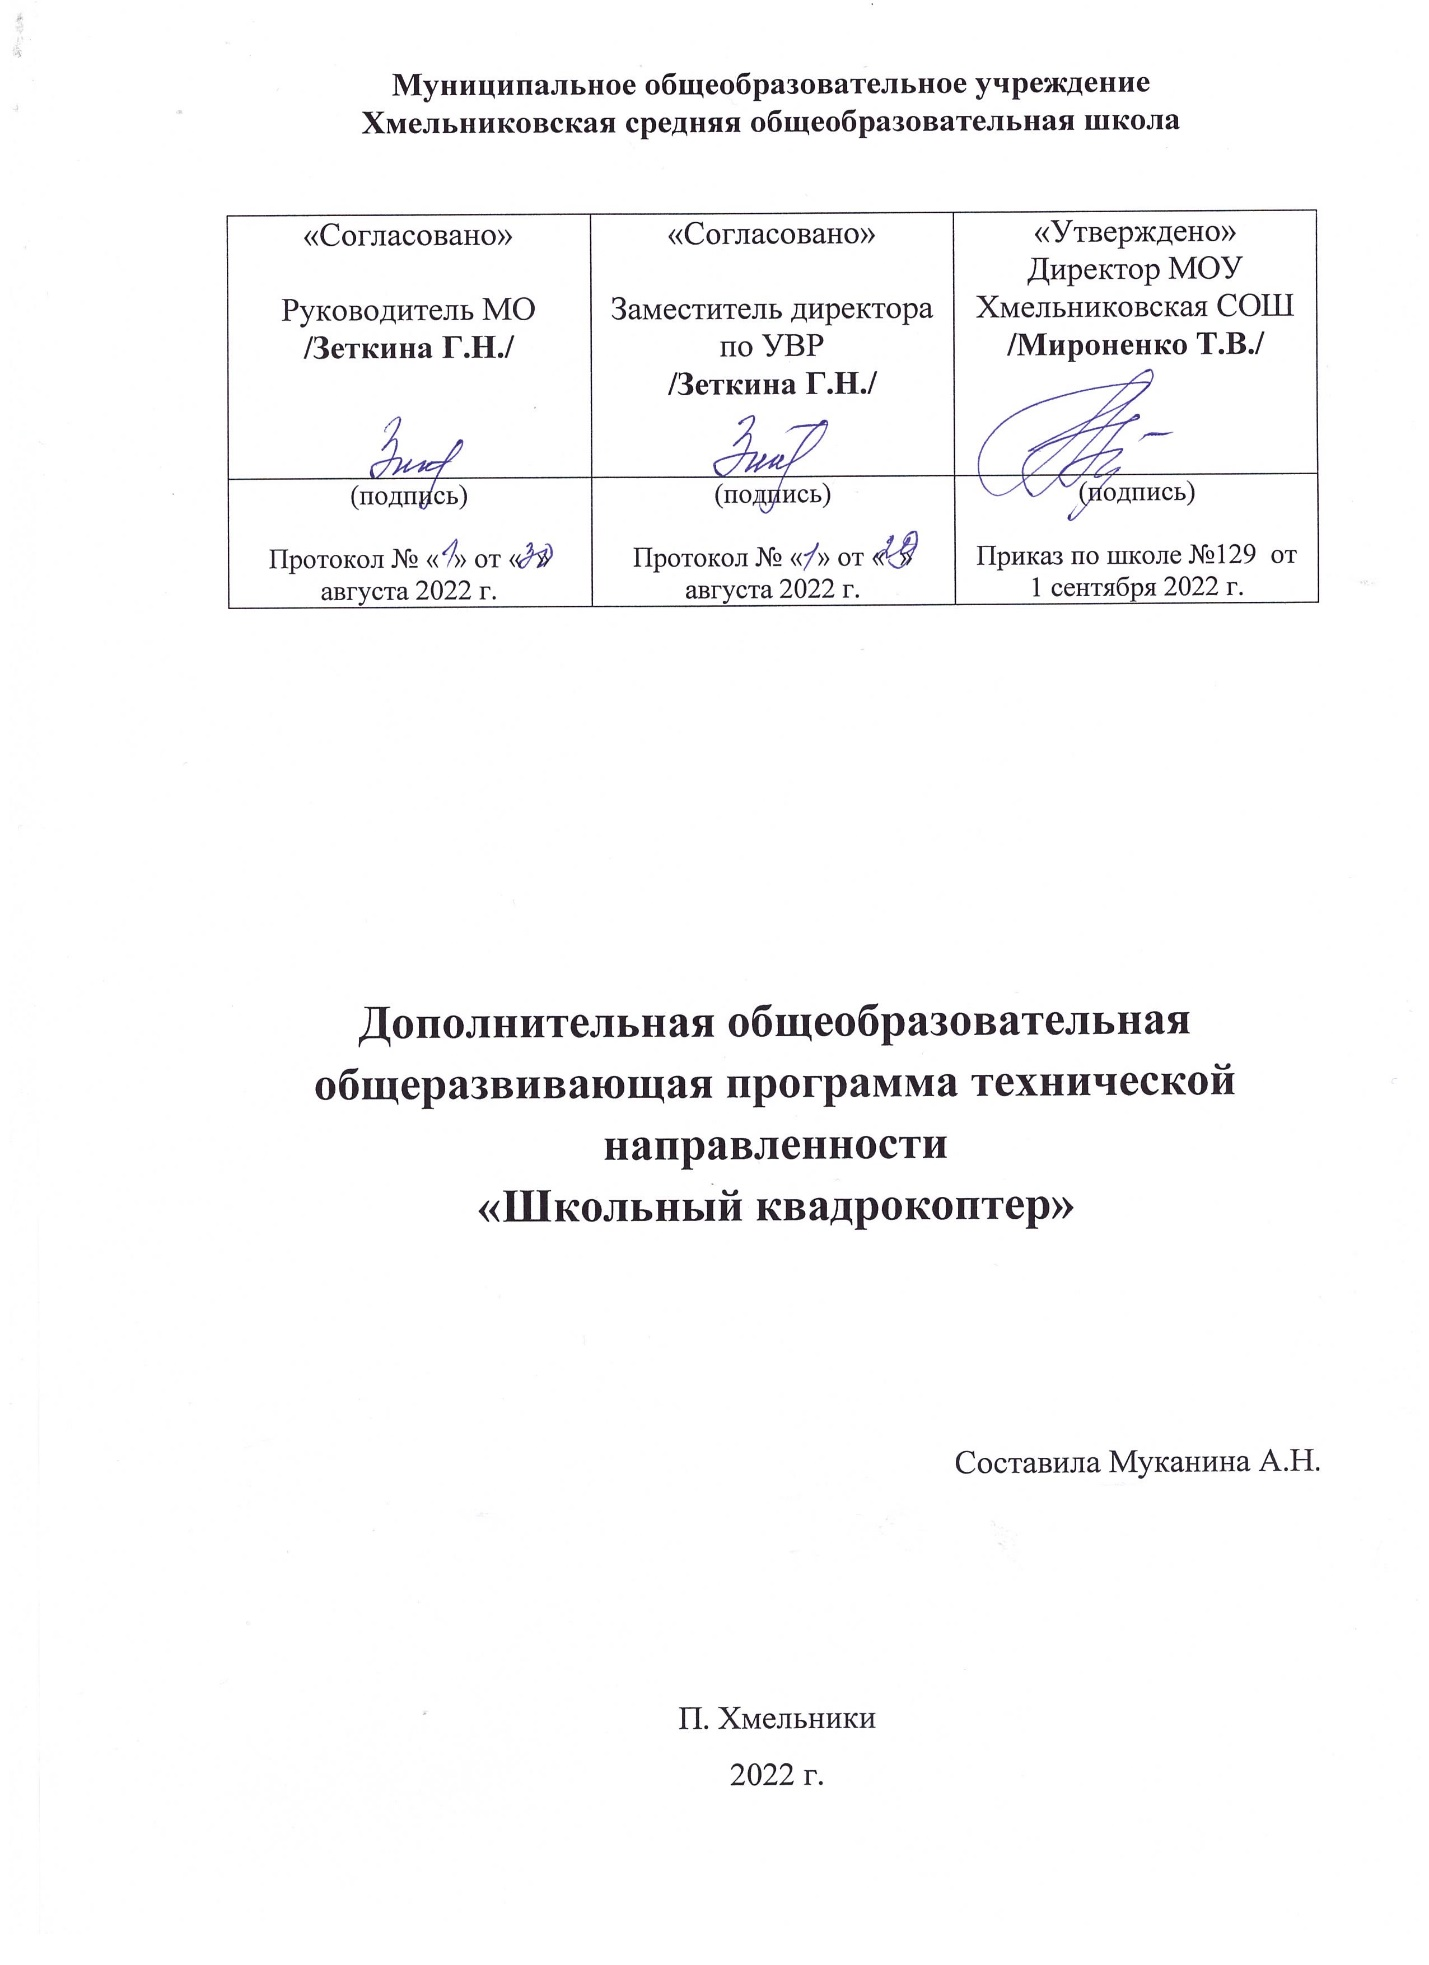 Муниципальное общеобразовательное учреждение
Хмельниковская средняя общеобразовательная школа
«Согласовано»
Руководитель МО
/Зеткина Г.Н./
(подпись)
Протокол № «1» от «30»
августа 2022 г.
«Согласовано»
Заместитель директора
по УВР
/Зеткина Г.Н./
(подпись)
Протокол № «1» от « »
августа 2022 г.
«Утверждено»
Директор МОУ
Хмельниковская СОШ
/Мироненко Т.В./
(подпись)
Приказ по школе №129 от
1 сентября 2022 г.
Дополнительная общеобразовательная
общеразвивающая программа технической
направленности
«Школьный квадрокоптер»
Составила Муканина А.Н.
П. Хмельники
2022 г.